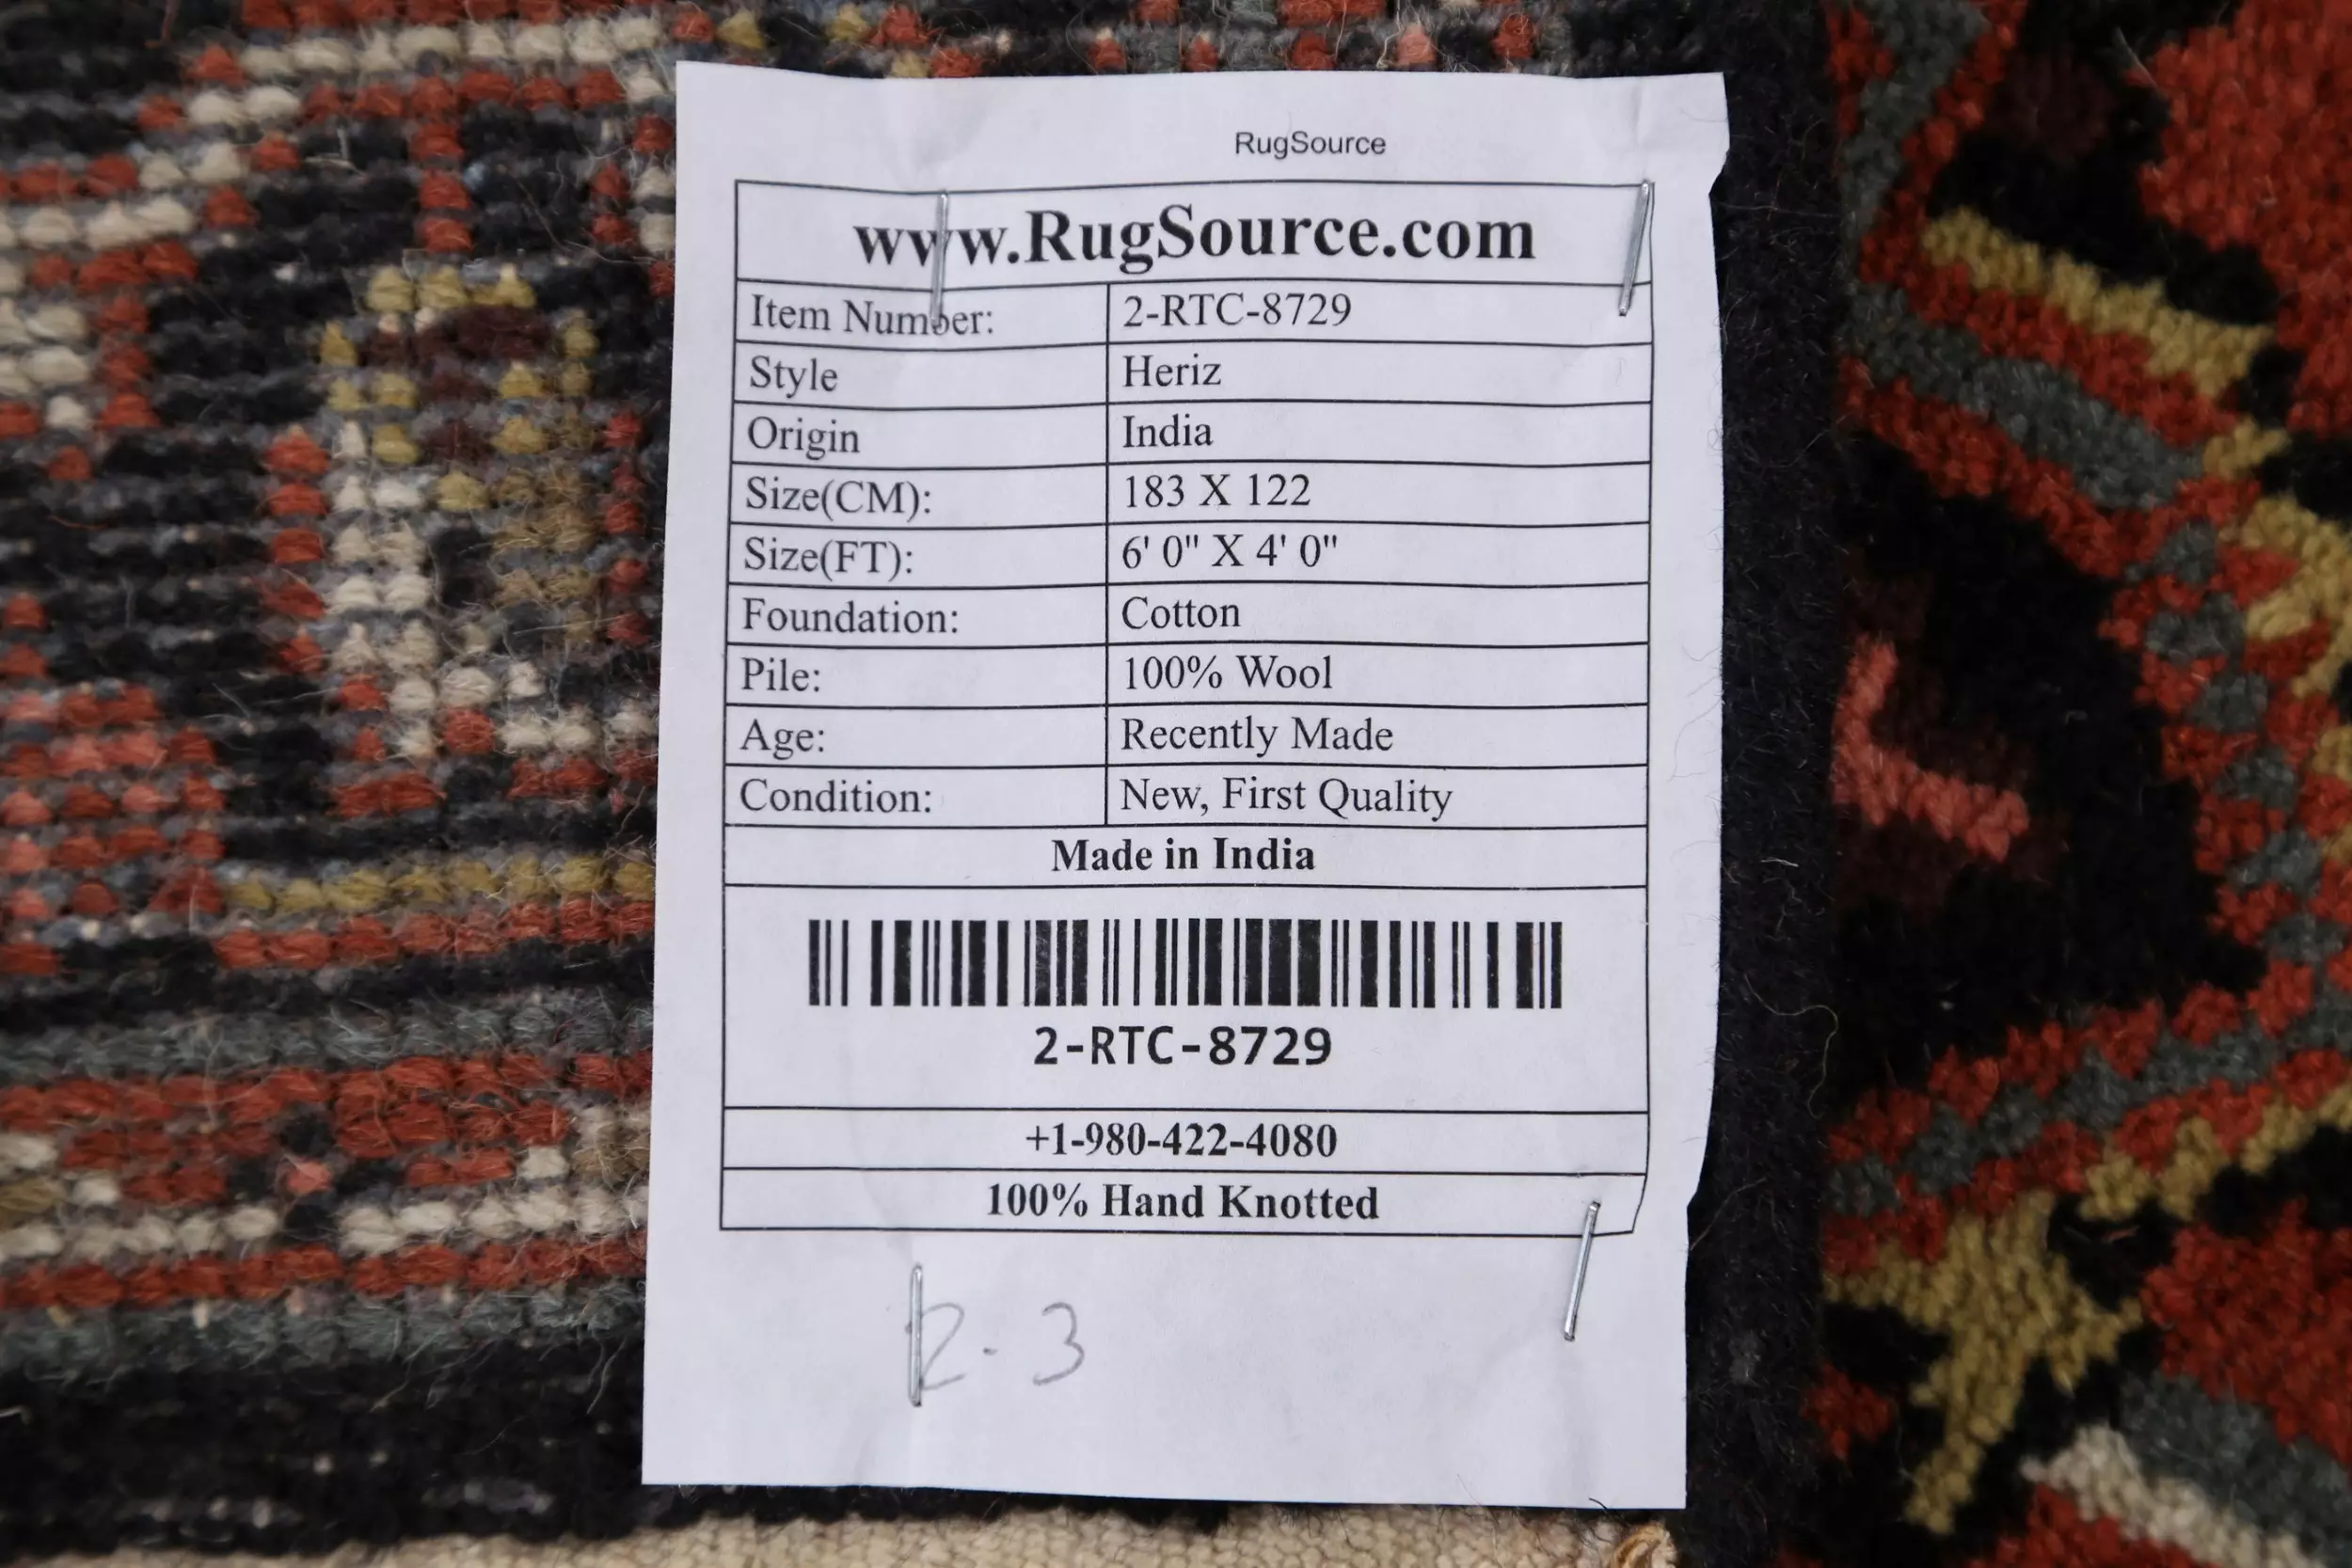 RugSource
www.RugSource.com
Item Number: 2-RTC-8729
Style Heriz
Origin India
Size(CM): 183 X 122
Size(FT): 6' 0" X 4' 0"
Foundation: Cotton
Pile: 100% Wool
Age: Recently Made
Condition: New, First Quality
Made in India
2-RTC-8729
+1-980-422-4080
100% Hand Knotted
2.3